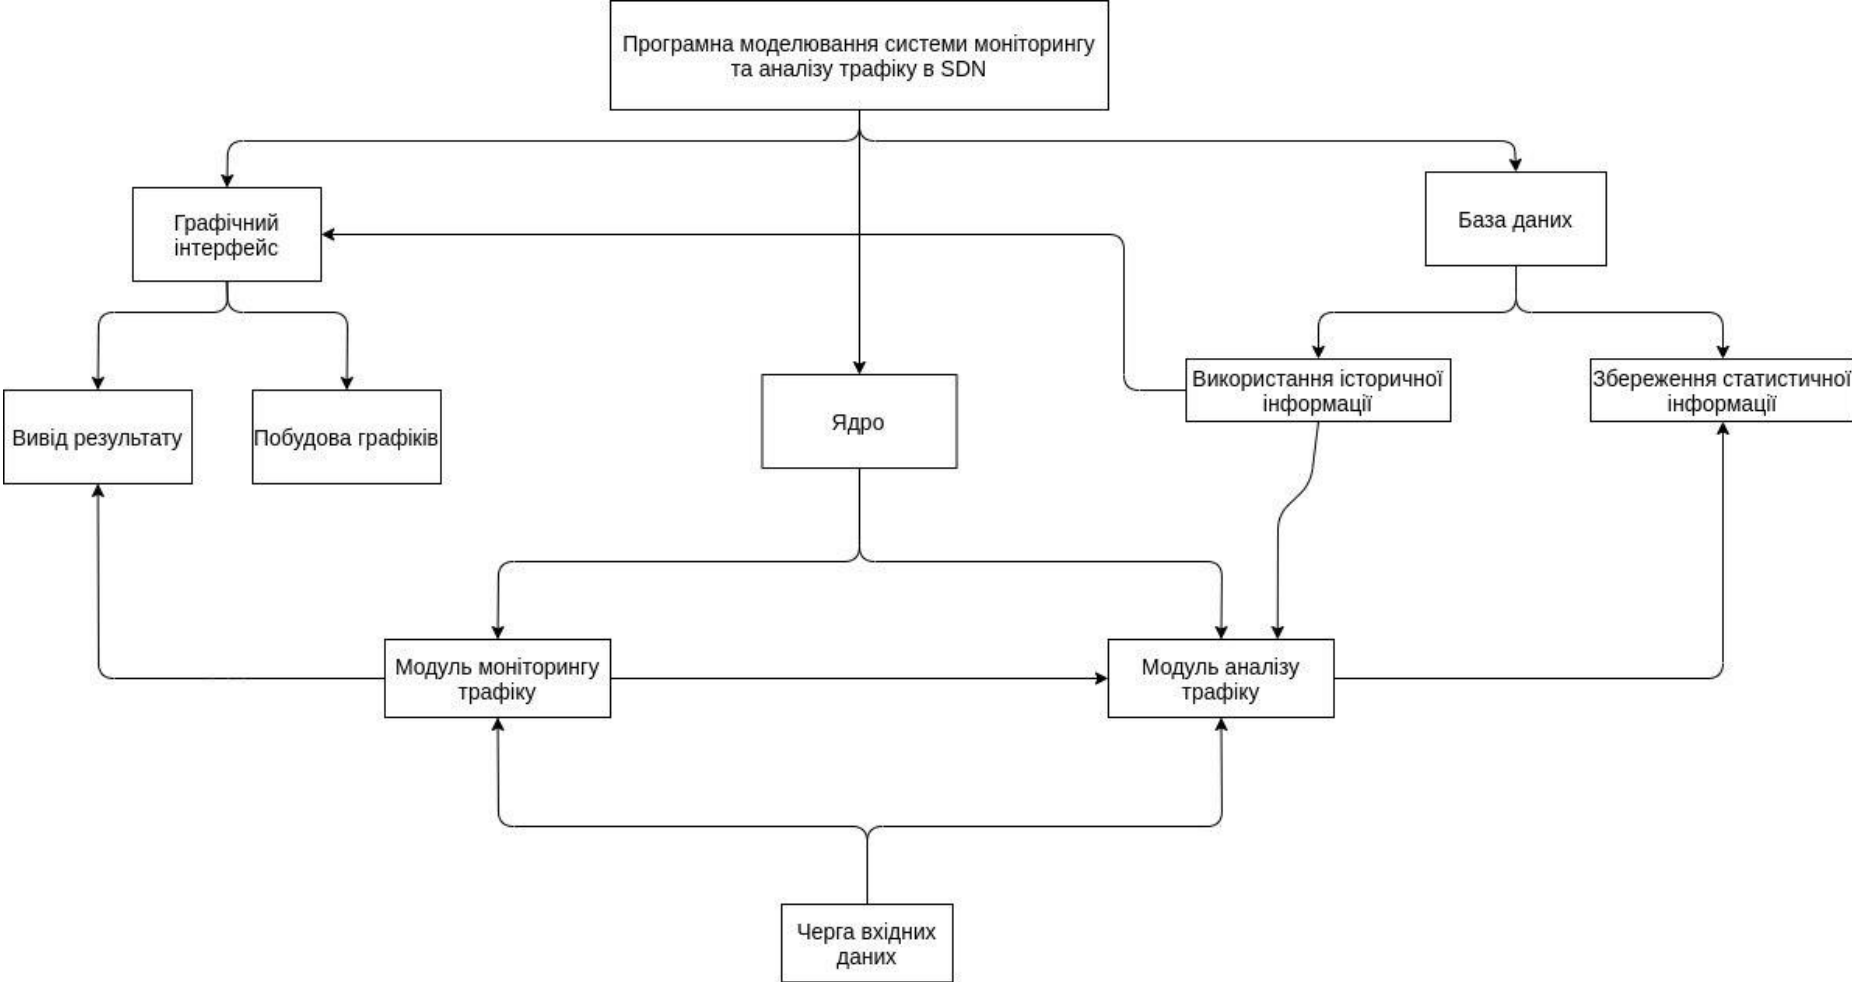 Програмна моделювання системи моніторингу
та аналізу трафіку в SDN
Графічний
інтерфейс
База даних
Вивід результату
Побудова графіків
Ядро
Використання історичної
інформації
Збереження статистичної
інформації
Модуль моніторингу
трафіку
Модуль аналізу
трафіку
Черга вхідних
даних